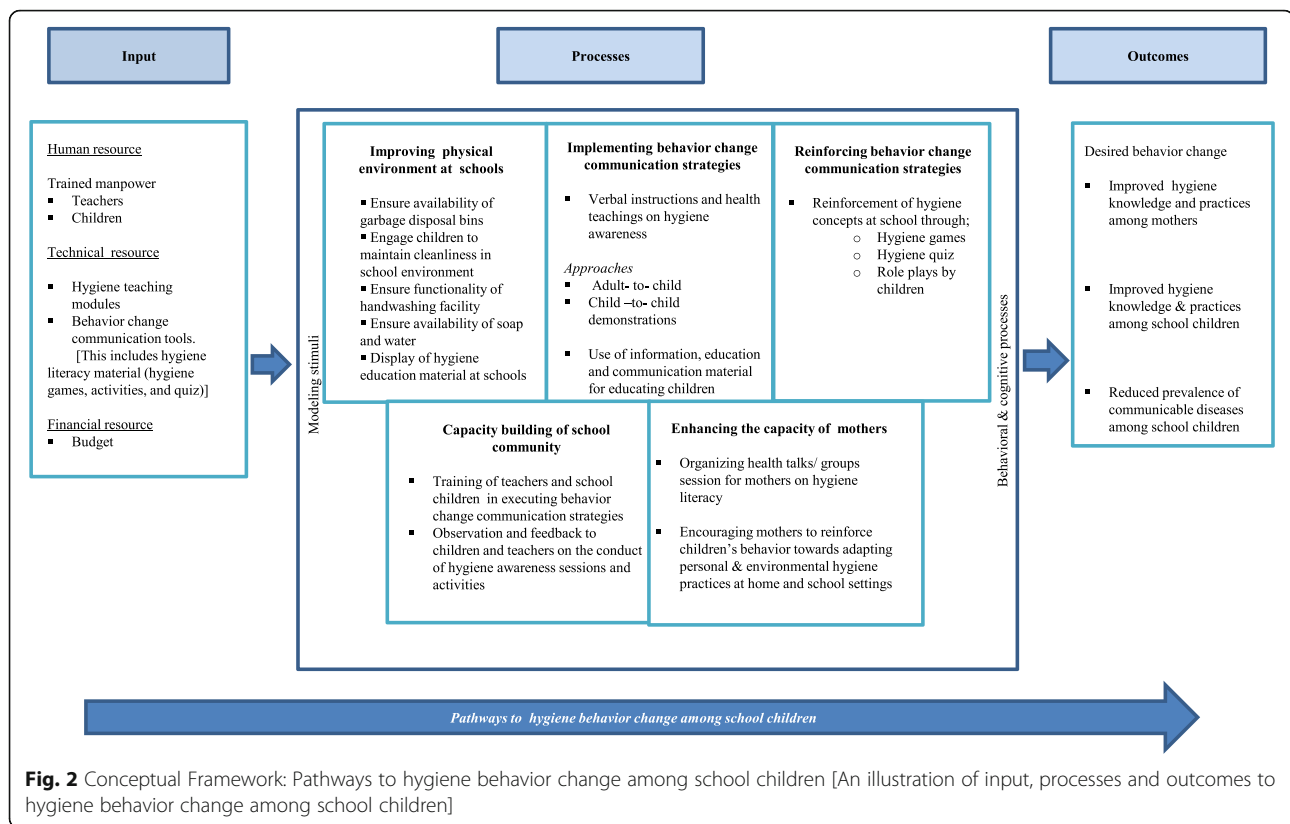 Input
Processes
Outcomes
Human resource
Trained manpower
▪ Teachers
▪ Children
Technical resource
▪ Hygiene teaching
modules
▪ Behavior change
communication tools.
[This includes hygiene
literacy material (hygiene
games, activities, and quiz)]
Financial resource
▪ Budget
Modeling stimuli
Improving physical
environment at schools
▪ Ensure availability of
garbage disposal bins
▪ Engage children to
maintain cleanliness in
school environment
▪ Ensure functionality of
handwashing facility
▪ Ensure availability of soap
and water
▪ Display of hygiene
education material at schools
Implementing behavior change
communication strategies
▪ Verbal instructions and health
teachings on hygiene
awareness
Approaches
▪ Adult- to- child
▪ Child –to- child
demonstrations
▪ Use of information, education
and communication material
for educating children
Reinforcing behavior change
communication strategies
▪ Reinforcement of hygiene
concepts at school through;
o Hygiene games
o Hygiene quiz
o Role plays by
children
Capacity building of school
community
▪ Training of teachers and school
children in executing behavior
change communication strategies
▪ Observation and feedback to
children and teachers on the conduct
of hygiene awareness sessions and
activities
Enhancing the capacity of mothers
▪ Organizing health talks/ groups
session for mothers on hygiene
literacy
▪ Encouraging mothers to reinforce
children's behavior towards adapting
personal & environmental hygiene
practices at home and school settings
Behavioral & cognitive processes
Desired behavior change
▪ Improved hygiene
knowledge and practices
among mothers
▪ Improved hygiene
knowledge & practices
among school children
▪ Reduced prevalence of
communicable diseases
among school children
Pathways to hygiene behavior change among school children
Fig. 2 Conceptual Framework: Pathways to hygiene behavior change among school children [An illustration of input, processes and outcomes to
hygiene behavior change among school children]